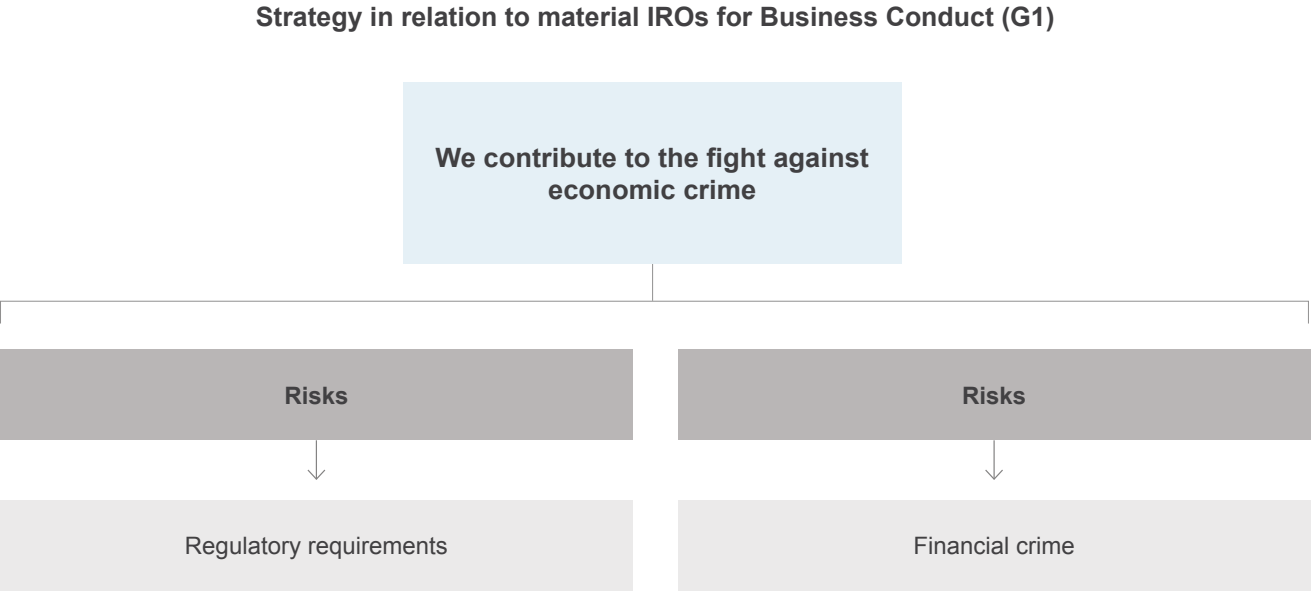 Strategy in relation to material IROs for Business Conduct (G1)
We contribute to the fight against
economic crime
Risks
Risks
Regulatory requirements
Financial crime